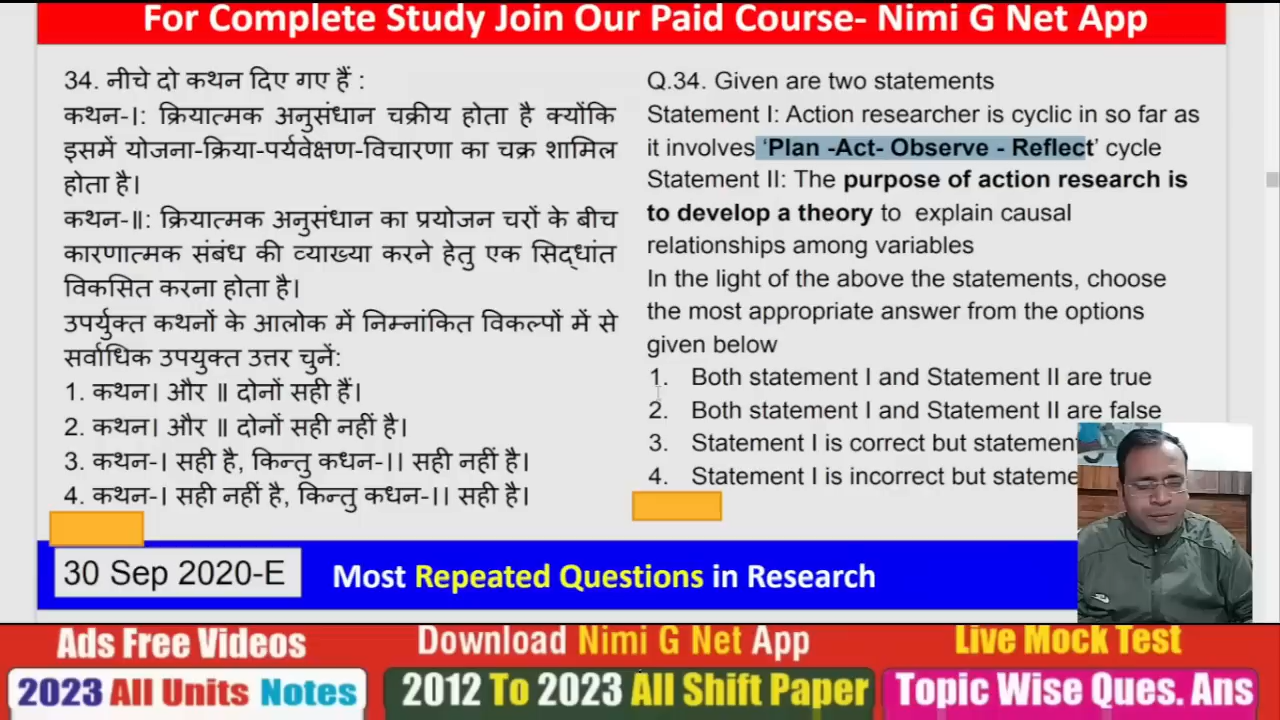 For Complete Study Join Our Paid Course- Nimi G Net App
34. नीचे दो कथन दिए गए हैं :
कथन-I: क्रियात्मक अनुसंधान चक्रीय होता है क्योंकि
इसमें योजना-क्रिया-पर्यवेक्षण-विचारणा का चक्र शामिल
होता है।
कथन-॥: क्रियात्मक अनुसंधान का प्रयोजन चरों के बीच
कारणात्मक संबंध की व्याख्या करने हेतु एक सिद्धांत
विकसित करना होता है।
उपर्युक्त कथनों के आलोक में निम्नांकित विकल्पों में से
सर्वाधिक उपयुक्त उत्तर चुनें:
1. कथन। और ॥ दोनों सही हैं।
2. कथन। और ॥ दोनों सही नहीं है।
3. कथन-। सही है, किन्तु कधन-।। सही नहीं है।
4. कथन-। सही नहीं है, किन्तु कधन-।। सही है।
Q.34. Given are two statements
Statement I: Action researcher is cyclic in so far as
it involves ‘Plan -Act- Observe - Reflect’ cycle
Statement II: The purpose of action research is
to develop a theory to explain causal
relationships among variables
In the light of the above the statements, choose
the most appropriate answer from the options
given below
1. Both statement I and Statement II are true
2. Both statement I and Statement II are false
3. Statement I is correct but statement
4. Statement I is incorrect but
30 Sep 2020-E
Most Repeated Questions in Research
Ads Free Videos
Download Nimi G Net App
Live Mock Test
2023 All Units Notes
2012 To 2023 All Shift Paper
Topic Wise Ques. Ans